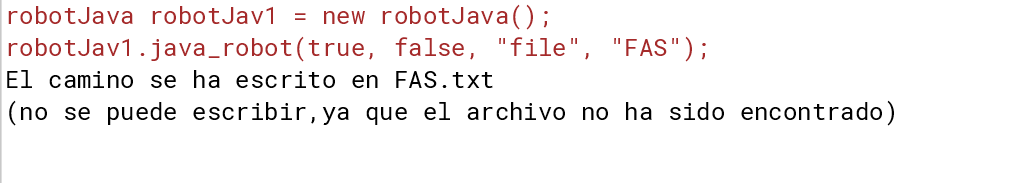 robotJava robotJav1 = new robotJava();
robotJav1.java_robot(true, false, "file", "FAS");
El camino se ha escrito en FAS.txt
(no se puede escribir,ya que el archivo no ha sido encontrado)